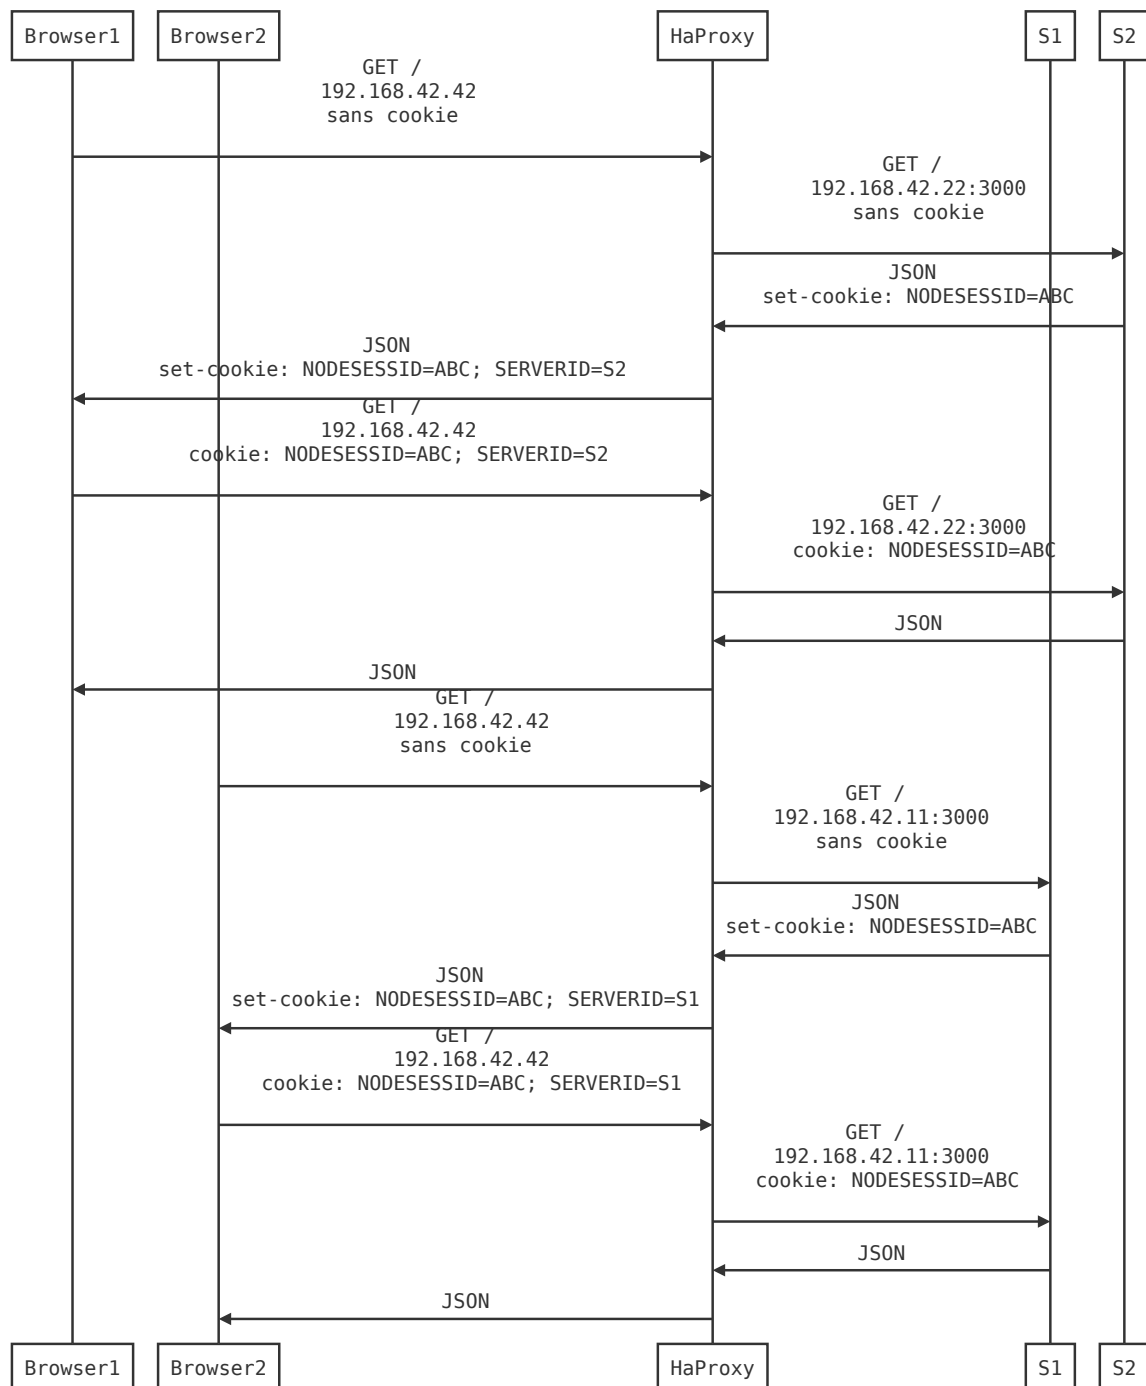 Browser1
Browser2
HaProxy
S1
S2
GET /
192.168.42.42
sans cookie
GET /
192.168.42.22:3000
sans cookie
JSON
set-cookie: NODESESSID=ABC
JSON
set-cookie: NODESESSID=ABC; SERVERID=S2
GET /
192.168.42.42
cookie: NODESESSID=ABC; SERVERID=S2
GET /
192.168.42.22:3000
cookie: NODESESSID=ABC
JSON
JSON
GET /
192.168.42.42
sans cookie
GET /
192.168.42.11:3000
sans cookie
JSON
set-cookie: NODESESSID=ABC
JSON
set-cookie: NODESESSID=ABC; SERVERID=S1
GET /
192.168.42.42
cookie: NODESESSID=ABC; SERVERID=S1
GET /
192.168.42.11:3000
cookie: NODESESSID=ABC
JSON
JSON
Browser1
Browser2
HaProxy
S1
S2